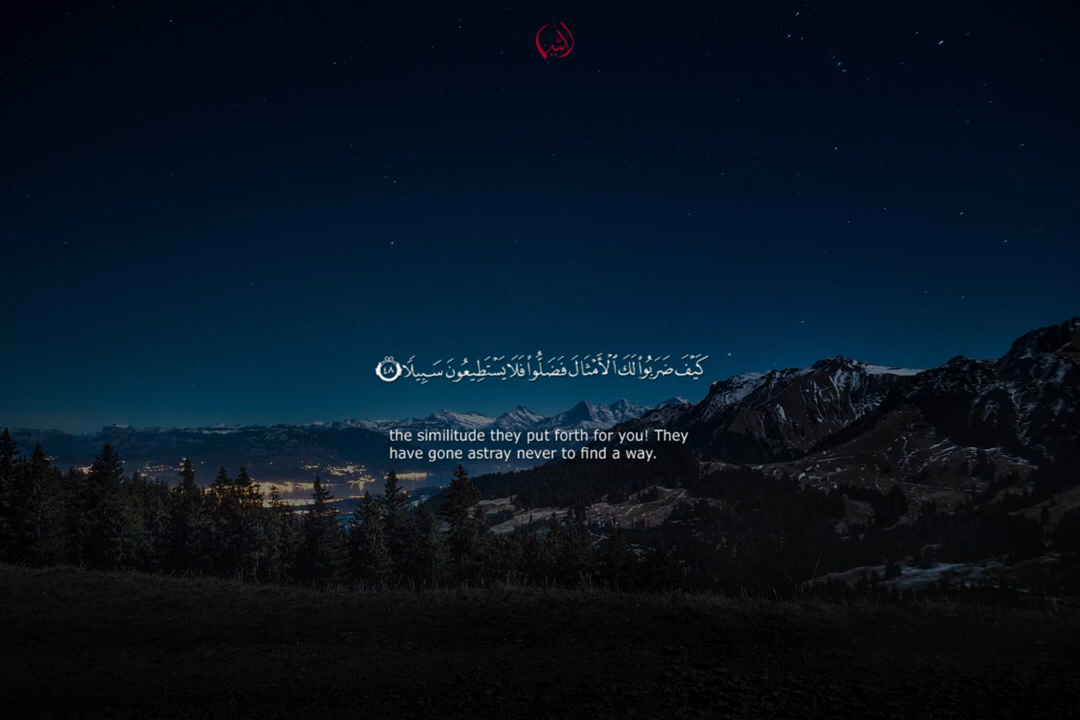 كَيْفَ ضَرَبُوا۟ لَكَ ٱلْأَمْثَالَ فَضَلُّوا۟ فَلَا يَسْتَطِيعُونَ سَبِيلًا ٤٨
the similitude they put forth for you! They
have gone astray never to find a way.